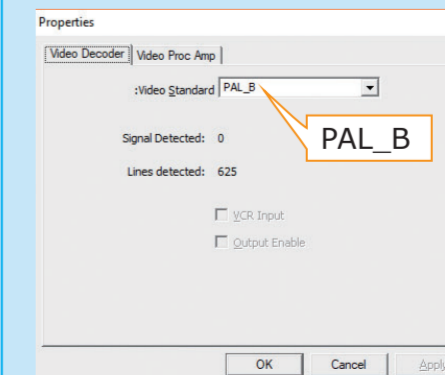 Properties
Video Decoder Video Proc Amp
:Video Standard PAL_B
PAL_B
Signal Detected: 0
Lines detected: 625
VCR Input
Output Enable
OK Cancel Apply